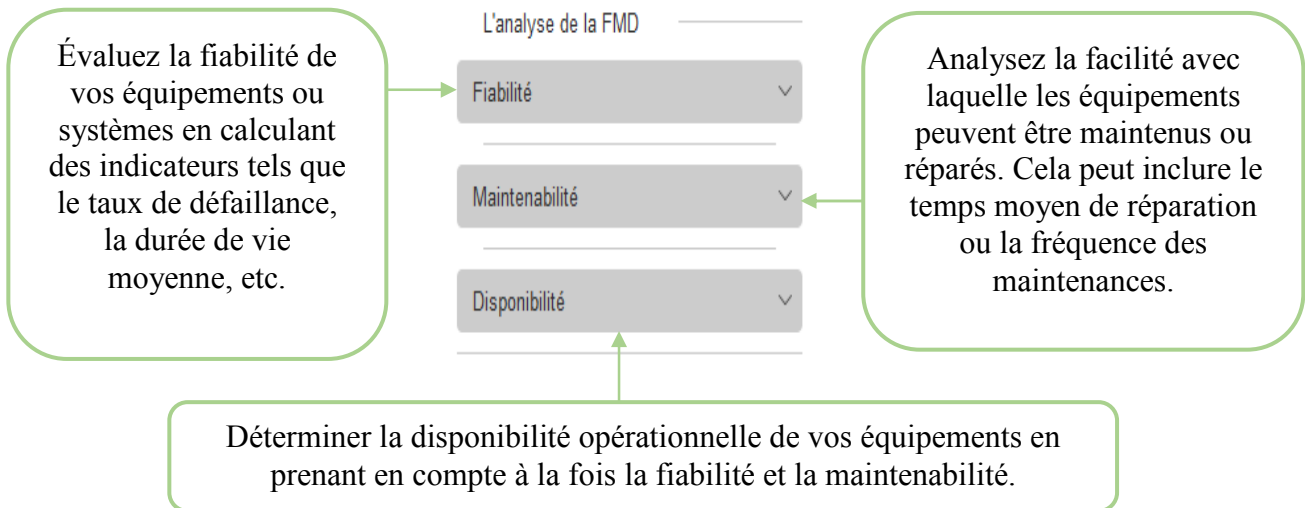 Évaluez la fiabilité de
vos équipements ou
systèmes en calculant
des indicateurs tels que
le taux de défaillance,
la durée de vie
moyenne, etc.
L'analyse de la FMD
Fiabilité
Maintenabilité
Disponibilité
Analysez la facilité avec
laquelle les équipements
peuvent être maintenus ou
réparés. Cela peut inclure le
temps moyen de réparation
ou la fréquence des
maintenances.
Déterminer la disponibilité opérationnelle de vos équipements en
prenant en compte à la fois la fiabilité et la maintenabilité.